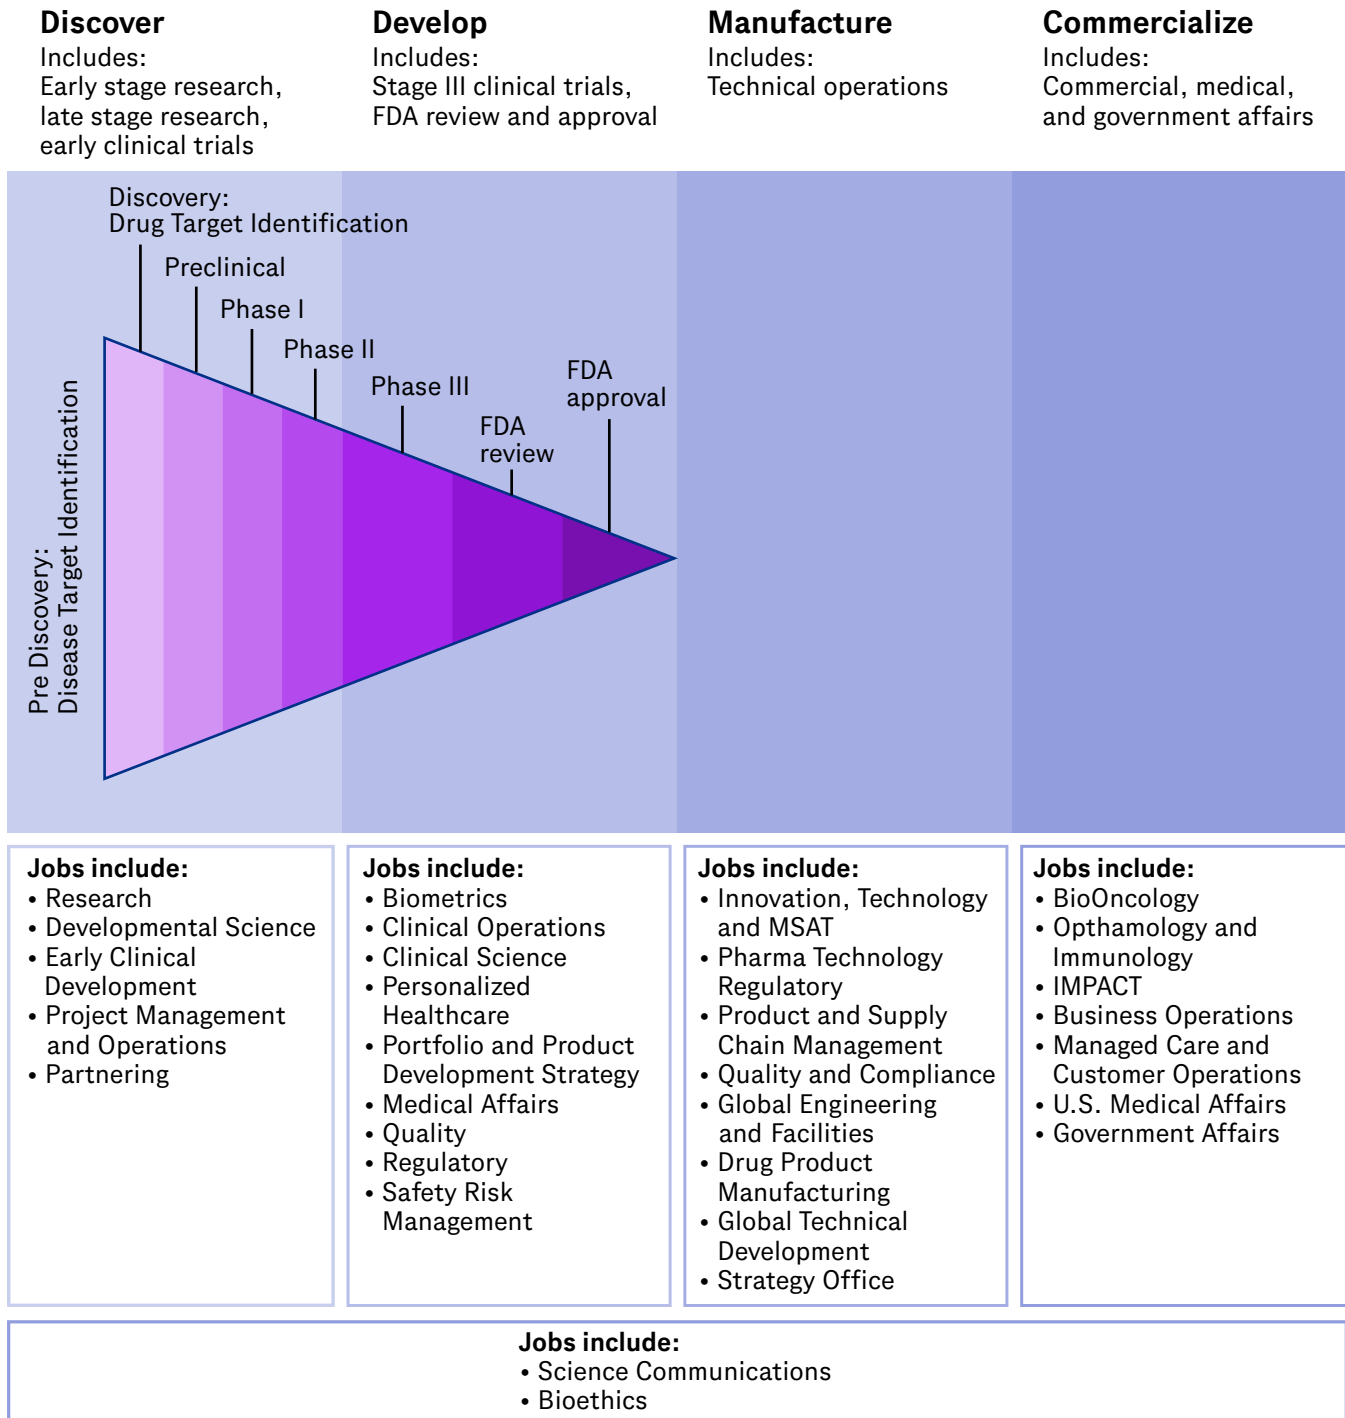 Discover
Includes:
Early stage research,
late stage research,
early clinical trials
Develop
Includes:
Stage III clinical trials,
FDA review and approval
Manufacture
Includes:
Technical operations
Commercialize
Includes:
Commercial, medical,
and government affairs
Pre Discovery:
Disease Target Identification
Discovery:
Drug Target Identification
Preclinical
Phase I
Phase II
Phase III
FDA
review
FDA
approval
Jobs include:
• Research
• Developmental Science
• Early Clinical
Development
• Project Management
and Operations
• Partnering
Jobs include:
• Biometrics
• Clinical Operations
• Clinical Science
• Personalized
Healthcare
• Portfolio and Product
Development Strategy
• Medical Affairs
• Quality
• Regulatory
• Safety Risk
Management
Jobs include:
• Innovation, Technology
and MSAT
• Pharma Technology
Regulatory
• Product and Supply
Chain Management
• Quality and Compliance
• Global Engineering
and Facilities
• Drug Product
Manufacturing
• Global Technical
Development
• Strategy Office
Jobs include:
• BioOncology
• Opthamology and
Immunology
• IMPACT
• Business Operations
• Managed Care and
Customer Operations
• U.S. Medical Affairs
• Government Affairs
Jobs include:
• Science Communications
• Bioethics